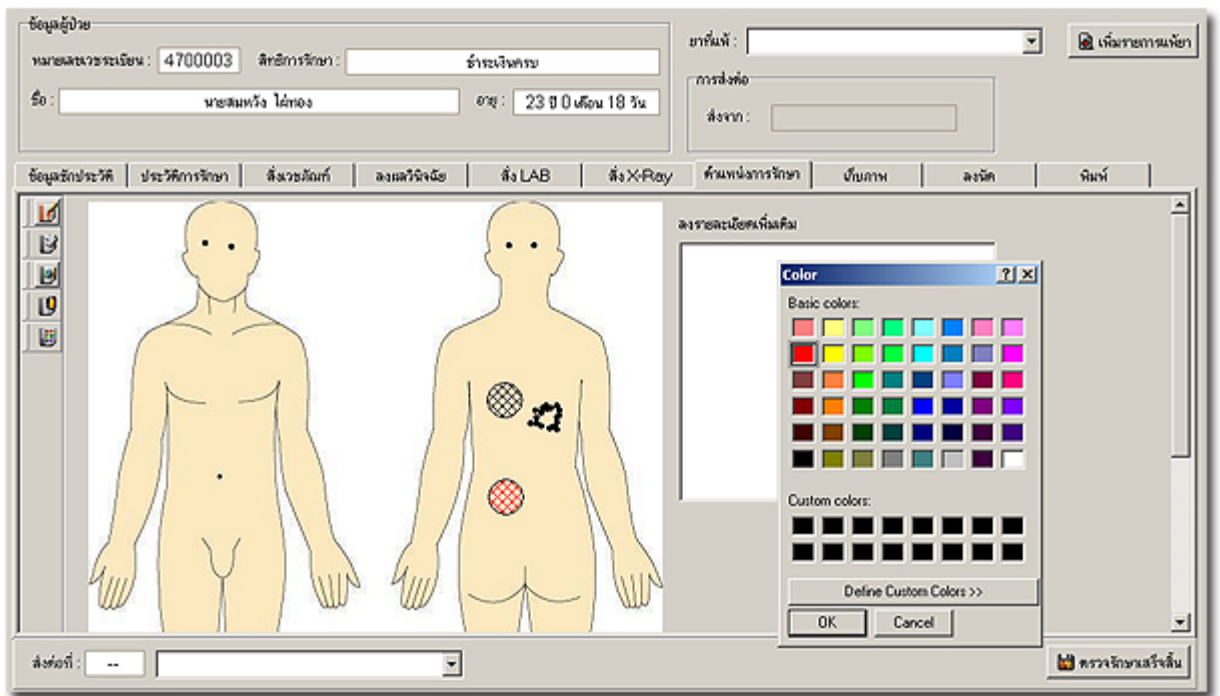 ข้อมูลผู้ป่วย
หมายเลขเวชระเบียน : 4700003 สิทธิการรักษา : ชำระเงินครบ
ชื่อ : นายสมหวัง ไผ่ทอง อายุ : 23 ปี 0 เดือน 18 วัน
ยาที่แพ้ :
เพิ่มรายการแพ้ยา
การส่งต่อ
ส่งจาก :
ข้อมูลซักประวัติ ประวัติการรักษา สั่งเวชภัณฑ์ ลงผลวินิจฉัย สั่ง LAB สั่ง X-Ray ตำแหน่งการรักษา เก็บภาพ ลงนัด พิมพ์
ลงรายละเอียดเพิ่มเติม
Color
Basic colors:
Custom colors:
Define Custom Colors >>
OK Cancel
ส่งต่อที่ : --
ตรวจรักษาเสร็จสิ้น